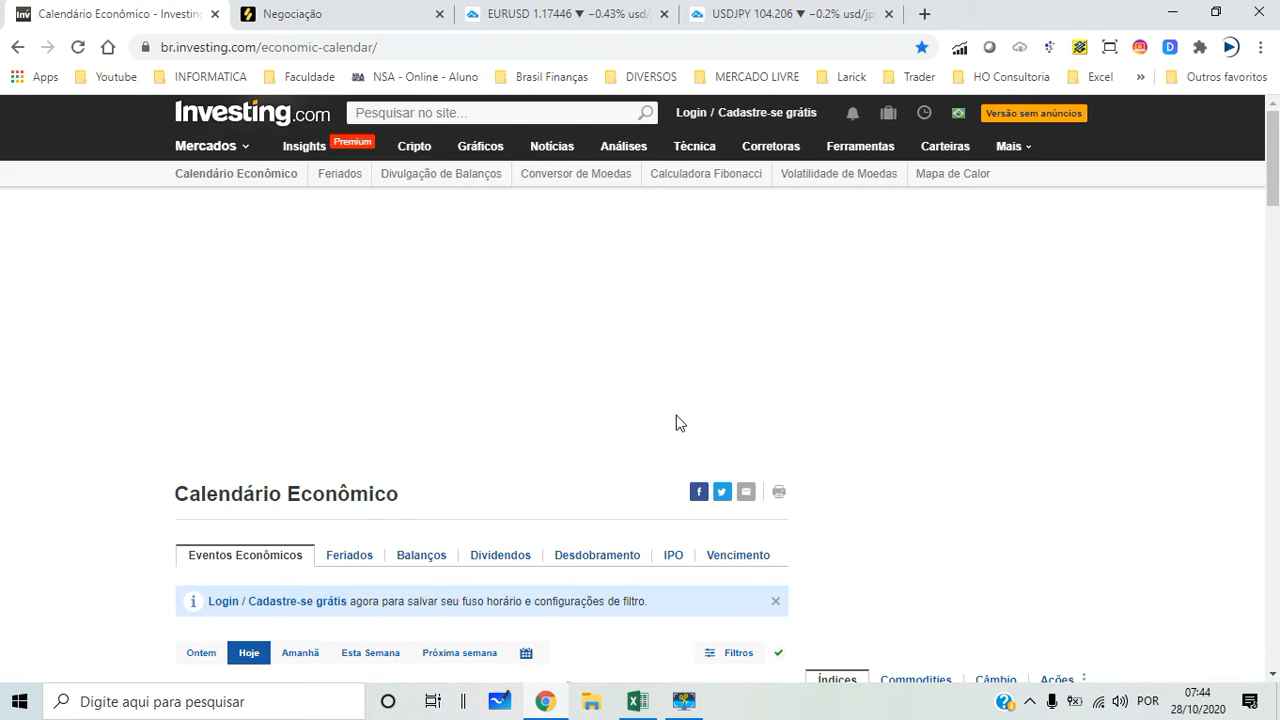 Calendário Econômico - Investing
Negociação
EURUSD 1.17446 ▼ −0.43% usd/
USDJPY 104.206 ▼ −0.2% usd/jp
br.investing.com/economic-calendar/
Apps
Youtube
INFORMATICA
Faculdade
NSA - Online - Aluno
Brasil Finanças
DIVERSOS
MERCADO LIVRE
Larick
Trader
HO Consultoria
Excel
»
Outros favoritos
Investing.com
Pesquisar no site...
Login / Cadastre-se grátis
Versão sem anúncios
Mercados
Insights
Premium
Cripto
Gráficos
Notícias
Análises
Técnica
Corretoras
Ferramentas
Carteiras
Mais
Calendário Econômico
Feriados
Divulgação de Balanços
Conversor de Moedas
Calculadora Fibonacci
Volatilidade de Moedas
Mapa de Calor
Calendário Econômico
Eventos Econômicos
Feriados
Balanços
Dividendos
Desdobramento
IPO
Vencimento
Login / Cadastre-se grátis agora para salvar seu fuso horário e configurações de filtro.
Ontem
Hoje
Amanhã
Esta Semana
Próxima semana
Filtros
Índices
Commodities
Câmbio
Ações
Digite aqui para pesquisar
POR
07:44
28/10/2020